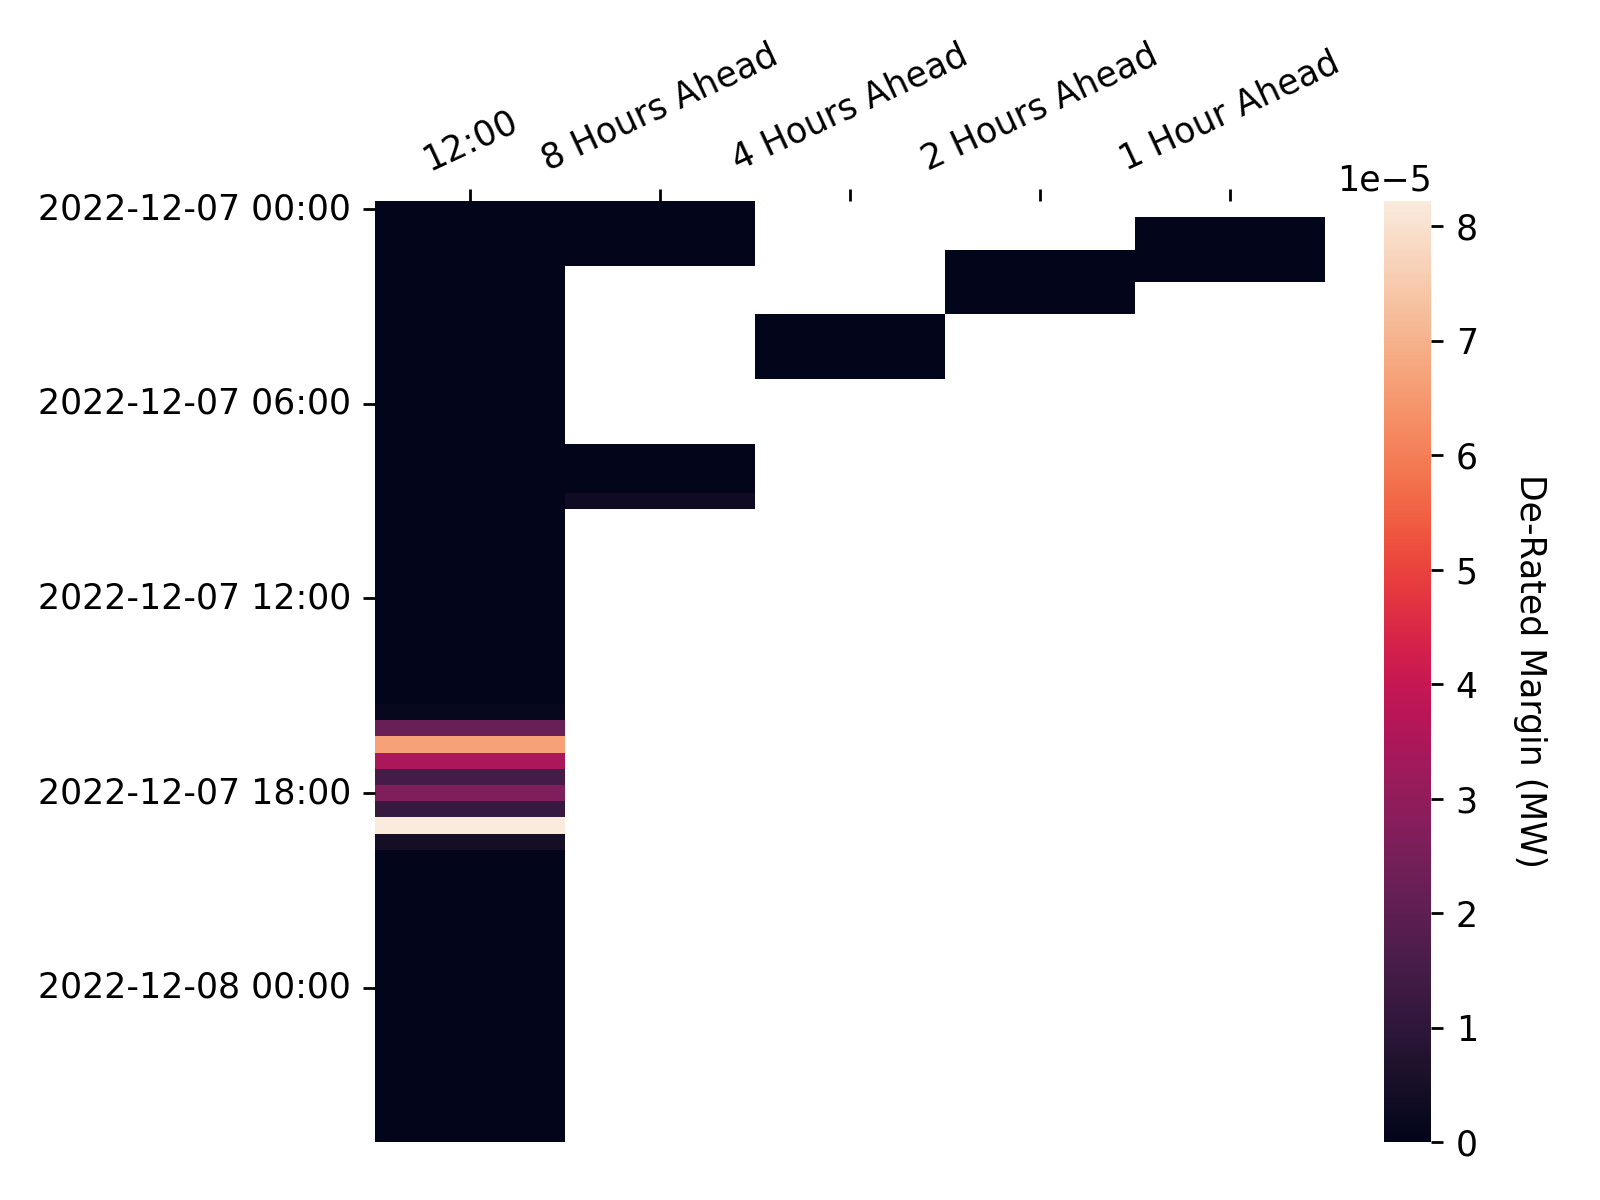 12:00
8 Hours Ahead
4 Hours Ahead
2 Hours Ahead
1 Hour Ahead
1e−5
2022-12-07 00:00
2022-12-07 06:00
2022-12-07 12:00
2022-12-07 18:00
2022-12-08 00:00
8
7
6
5
4
3
2
1
0
De-Rated Margin (MW)